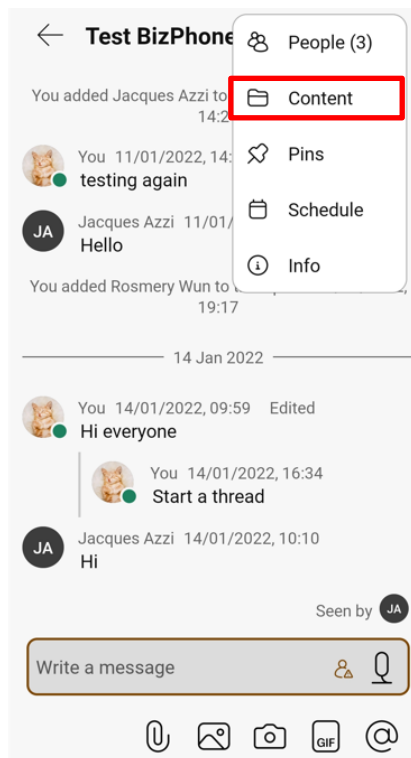 Test BizPhone
People (3)
Content
Pins
Schedule
Info
You added Jacques Azzi to
14:2
You 11/01/2022, 14:
testing again
JA
Jacques Azzi 11/01/
Hello
You added Rosmery Wun to
19:17
14 Jan 2022
You 14/01/2022, 09:59 Edited
Hi everyone
You 14/01/2022, 16:34
Start a thread
JA
Jacques Azzi 14/01/2022, 10:10
Hi
Seen by JA
Write a message
GIF